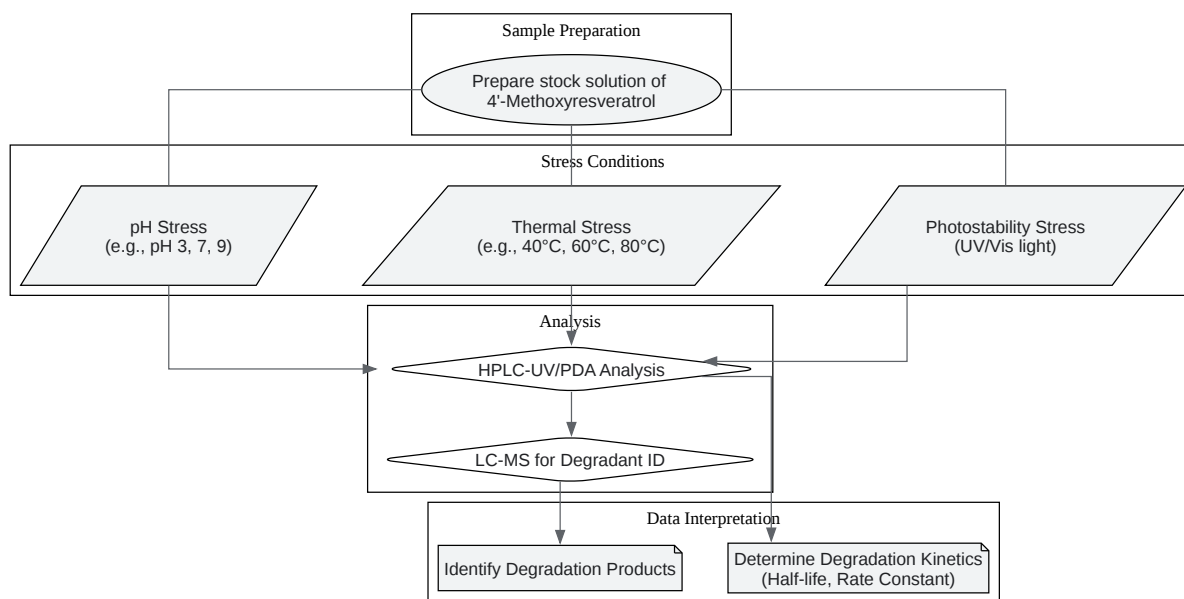 Sample Preparation
Prepare stock solution of
4'-Methoxyresveratrol
Stress Conditions
pH Stress
(e.g., pH 3, 7, 9)
Thermal Stress
(e.g., 40°C, 60°C, 80°C)
Photostability Stress
(UV/Vis light)
Analysis
HPLC-UV/PDA Analysis
LC-MS for Degradant ID
Data Interpretation
Identify Degradation Products
Determine Degradation Kinetics
(Half-life, Rate Constant)